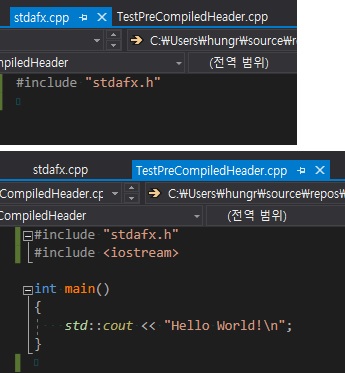 stdafx.cpp TestPreCompiledHeader.cpp
C:₩Users₩hungr₩source₩re
mpiledHeader (전역 범위)
#include "stdafx.h"
stdafx.cpp TestPreCompiledHeader.cpp
CompiledHeader.cp C:₩Users₩hungr₩source₩repos₩
CompiledHeader (전역 범위)
#include "stdafx.h"
#include <iostream>
int main()
{
std::cout << "Hello World!\n";
}